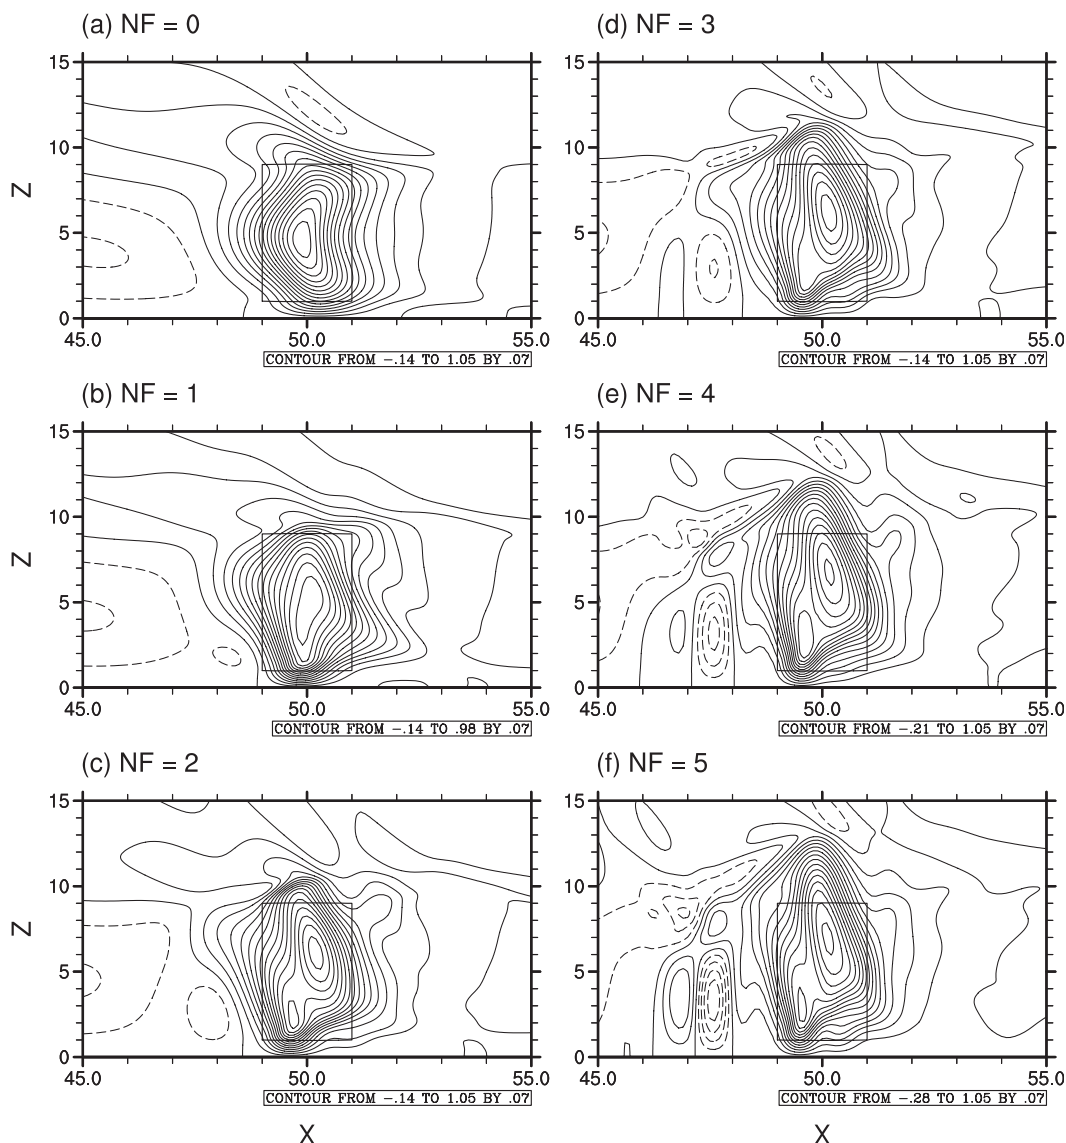 (a) NF = 0
15
10
5
0
Z
45.0 50.0 55.0
CONTOUR FROM −.14 TO 1.05 BY .07
(b) NF = 1
15
10
5
0
Z
45.0 50.0 55.0
CONTOUR FROM −.14 TO .98 BY .07
(c) NF = 2
15
10
5
0
Z
45.0 50.0 55.0
CONTOUR FROM −.14 TO 1.05 BY .07
X
(d) NF = 3
15
10
5
0
45.0 50.0 55.0
CONTOUR FROM −.14 TO 1.05 BY .07
(e) NF = 4
15
10
5
0
45.0 50.0 55.0
CONTOUR FROM −.21 TO 1.05 BY .07
(f) NF = 5
15
10
5
0
45.0 50.0 55.0
CONTOUR FROM −.28 TO 1.05 BY .07
X